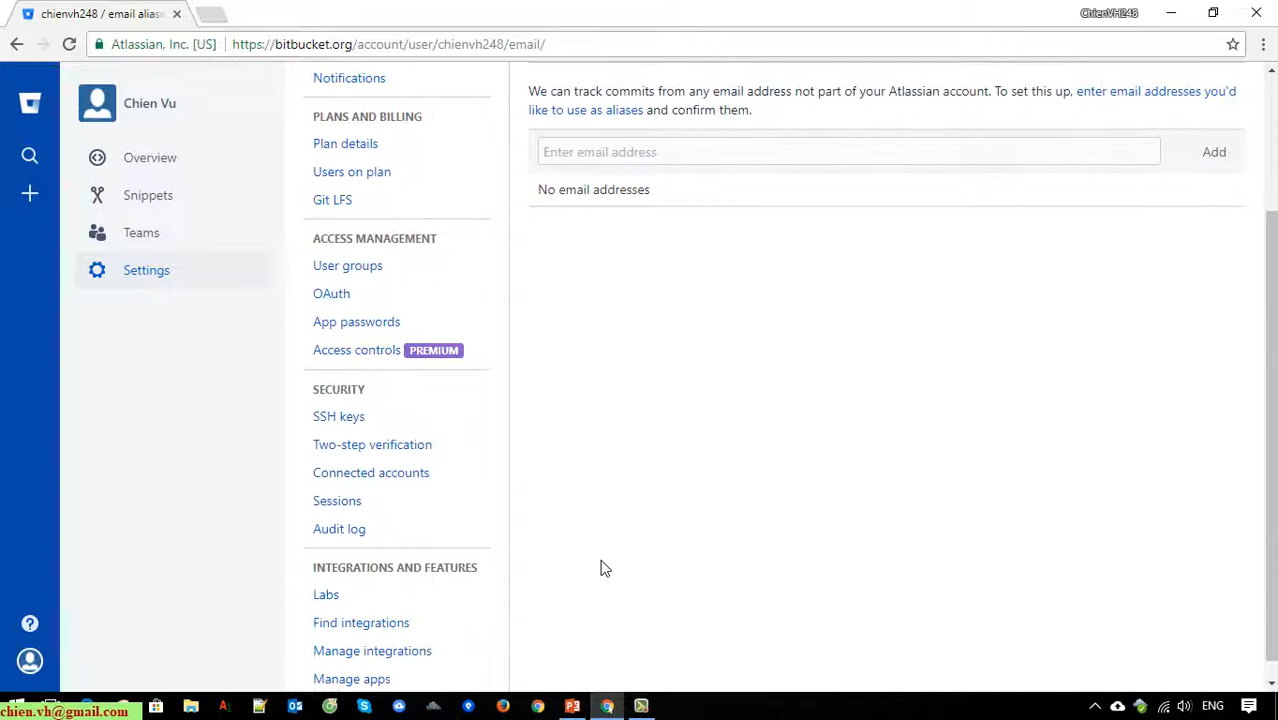 chienvh248 / email aliase
ChienVH248
Atlassian, Inc. [US]
https://bitbucket.org/account/user/chienvh248/email/
Chien Vu
Overview
Snippets
Teams
Settings
Notifications
PLANS AND BILLING
Plan details
Users on plan
Git LFS
ACCESS MANAGEMENT
User groups
OAuth
App passwords
Access controls PREMIUM
SECURITY
SSH keys
Two-step verification
Connected accounts
Sessions
Audit log
INTEGRATIONS AND FEATURES
Labs
Find integrations
Manage integrations
Manage apps
We can track commits from any email address not part of your Atlassian account. To set this up, enter email addresses you'd
like to use as aliases and confirm them.
Enter email address
Add
No email addresses
chien.vh@gmail.com
ENG